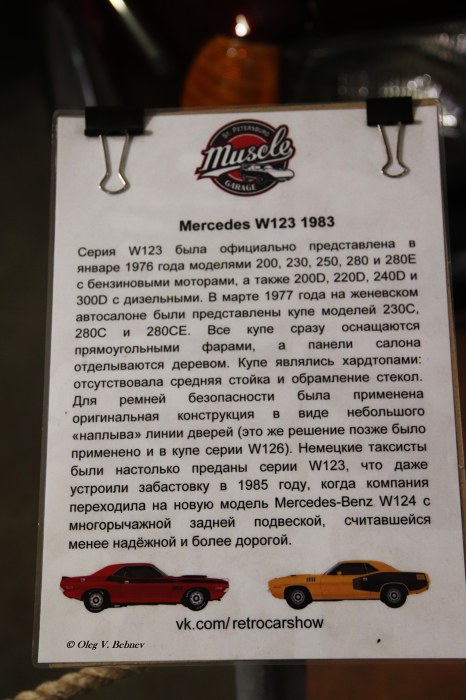 ST. PETERSBURG
Muscle
GARAGE
Mercedes W123 1983
Серия W123 была официально представлена в
январе 1976 года моделями 200, 230, 250, 280 и 280E
с бензиновыми моторами, а также 200D, 220D, 240D и
300D с дизельными. В марте 1977 года на женевском
автосалоне были представлены купе моделей 230C,
280C и 280CE. Все купе сразу оснащаются
прямоугольными фарами, а панели салона
отделываются деревом. Купе являлись хардтопами:
отсутствовала средняя стойка и обрамление стекол.
Для ремней безопасности была применена
оригинальная конструкция в виде небольшого
«наплыва» линии дверей (это же решение позже было
применено и в купе серии W126). Немецкие таксисты
были настолько преданы серии W123, что даже
устроили забастовку в 1985 году, когда компания
переходила на новую модель Mercedes-Benz W124 с
многорычажной задней подвеской, считавшейся
менее надёжной и более дорогой.
vk.com/retrocarshow
© Oleg V. Bebnev